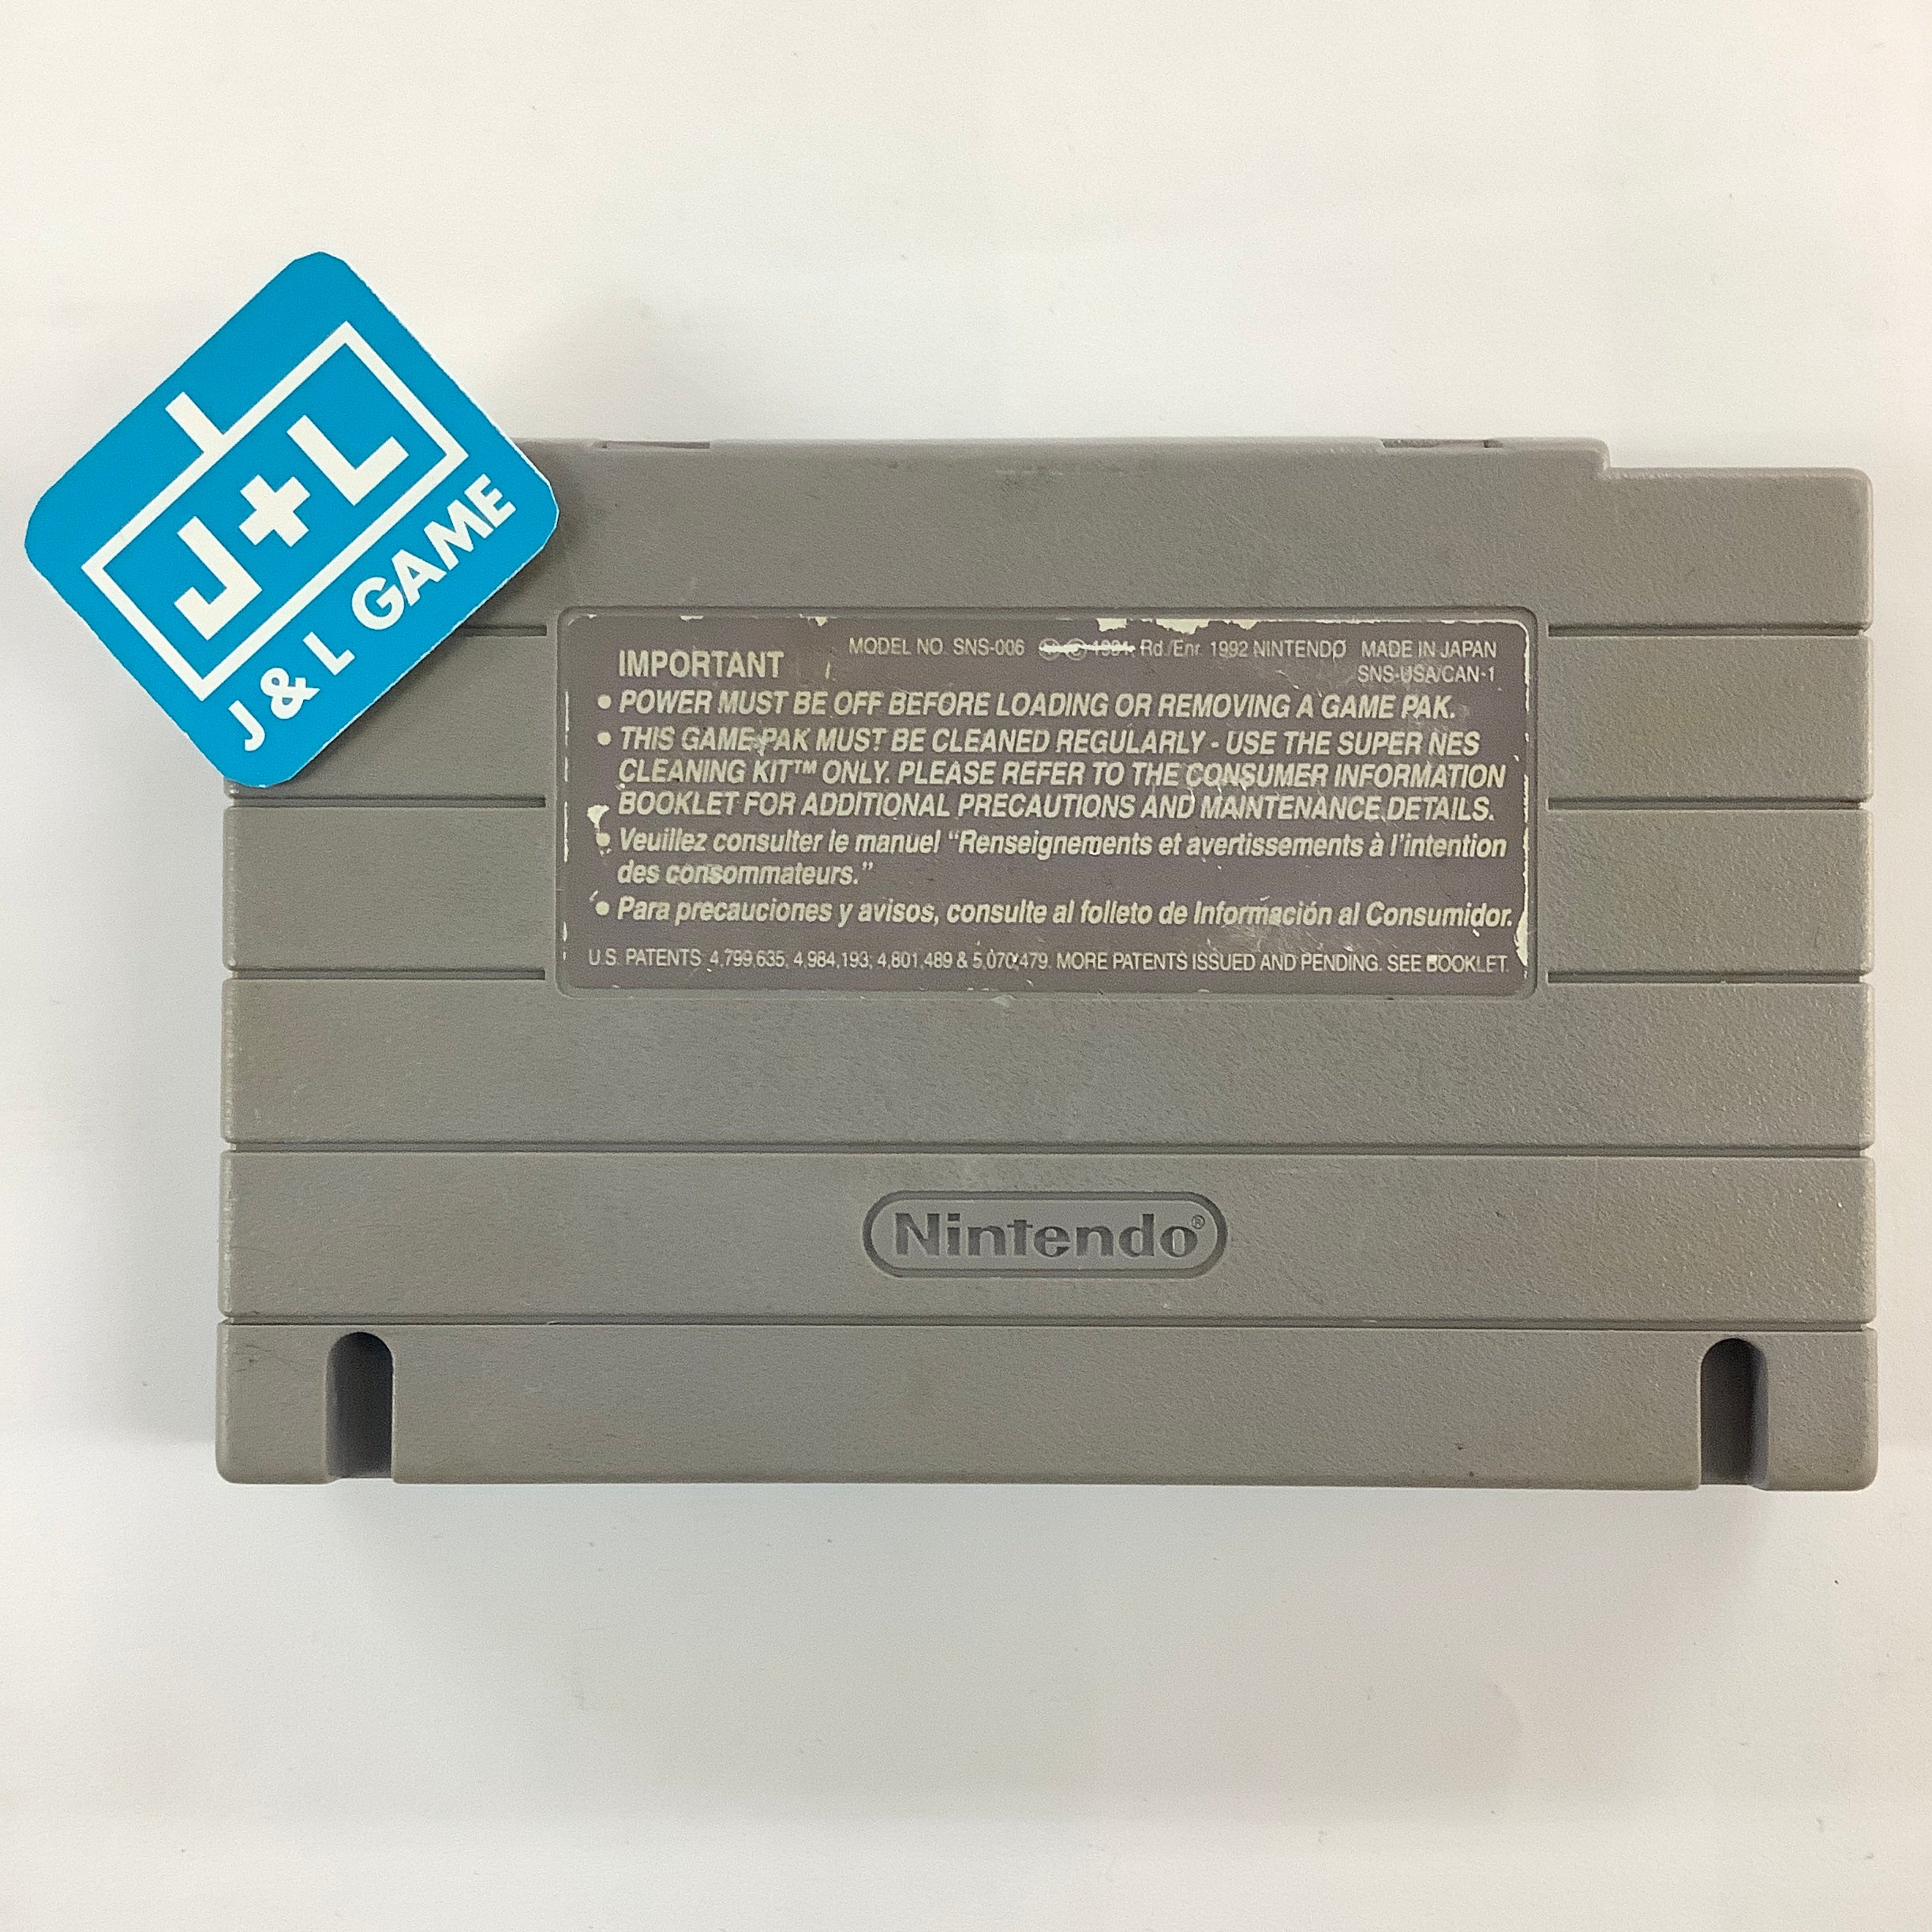 J+L
J & L GAME
MODEL NO. SNS-006 Ⓜ © 1991. Rd./Enr. 1992 NINTENDO MADE IN JAPAN
SNS-USA/CAN-1
IMPORTANT
• POWER MUST BE OFF BEFORE LOADING OR REMOVING A GAME PAK.
• THIS GAME PAK MUST BE CLEANED REGULARLY - USE THE SUPER NES
CLEANING KIT™ ONLY. PLEASE REFER TO THE CONSUMER INFORMATION
BOOKLET FOR ADDITIONAL PRECAUTIONS AND MAINTENANCE DETAILS.
• Veuillez consulter le manuel “Renseignements et avertissements à l’intention
des consommateurs.”
• Para precauciones y avisos, consulte al folleto de Información al Consumidor.
U.S. PATENTS 4,799,635, 4,984,193; 4,801,489 & 5,070,479. MORE PATENTS ISSUED AND PENDING. SEE BOOKLET.
Nintendo®